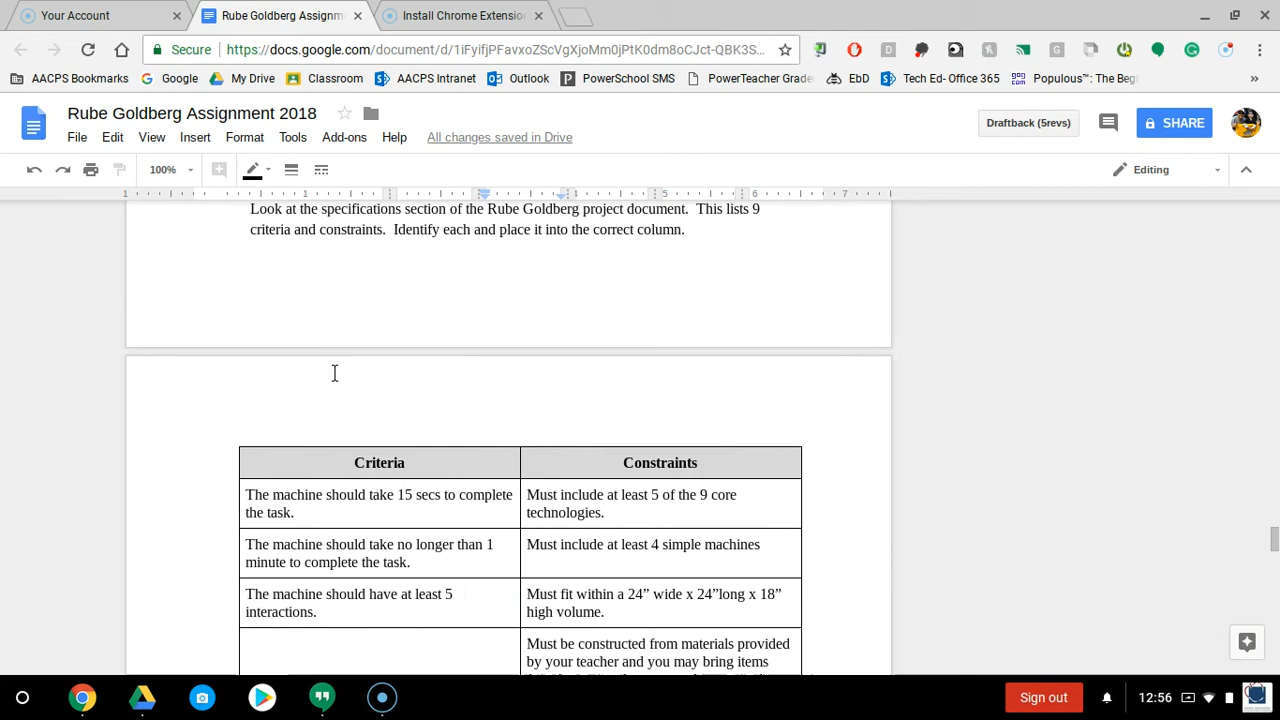 Your Account
Rube Goldberg Assignm
Install Chrome Extensio
Secure
https://docs.google.com/document/d/1iFyifjPFavxoZScVgXjoMm0jPtK0dm8oCJct-QBK3S...
AACPS Bookmarks
Google
My Drive
Classroom
AACPS Intranet
Outlook
PowerSchool SMS
PowerTeacher Grade
EbD
Tech Ed- Office 365
Populous™: The Beg
Rube Goldberg Assignment 2018
File Edit View Insert Format Tools Add-ons Help
All changes saved in Drive
Draftback (5revs)
SHARE
100%
Editing
1 1 5 6 7
Look at the specifications section of the Rube Goldberg project document. This lists 9
criteria and constraints. Identify each and place it into the correct column.
Criteria
Constraints
The machine should take 15 secs to complete
the task.
Must include at least 5 of the 9 core
technologies.
The machine should take no longer than 1
minute to complete the task.
Must include at least 4 simple machines
The machine should have at least 5
interactions.
Must fit within a 24” wide x 24”long x 18”
high volume.
Must be constructed from materials provided
by your teacher and you may bring items
Sign out
12:56